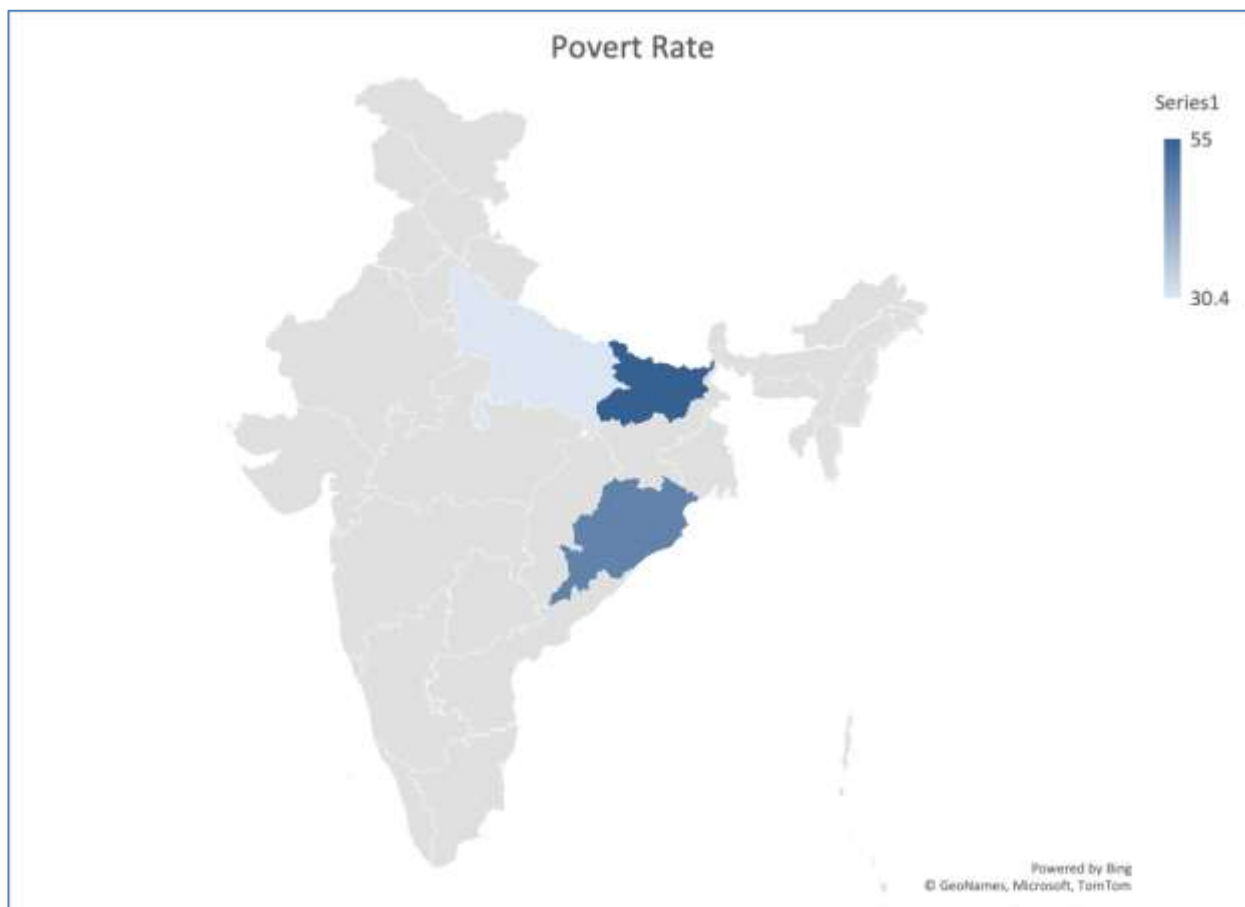 Povert Rate
Series1
55
30.4
Powered by Bing
© GeoNames, Microsoft, TomTom